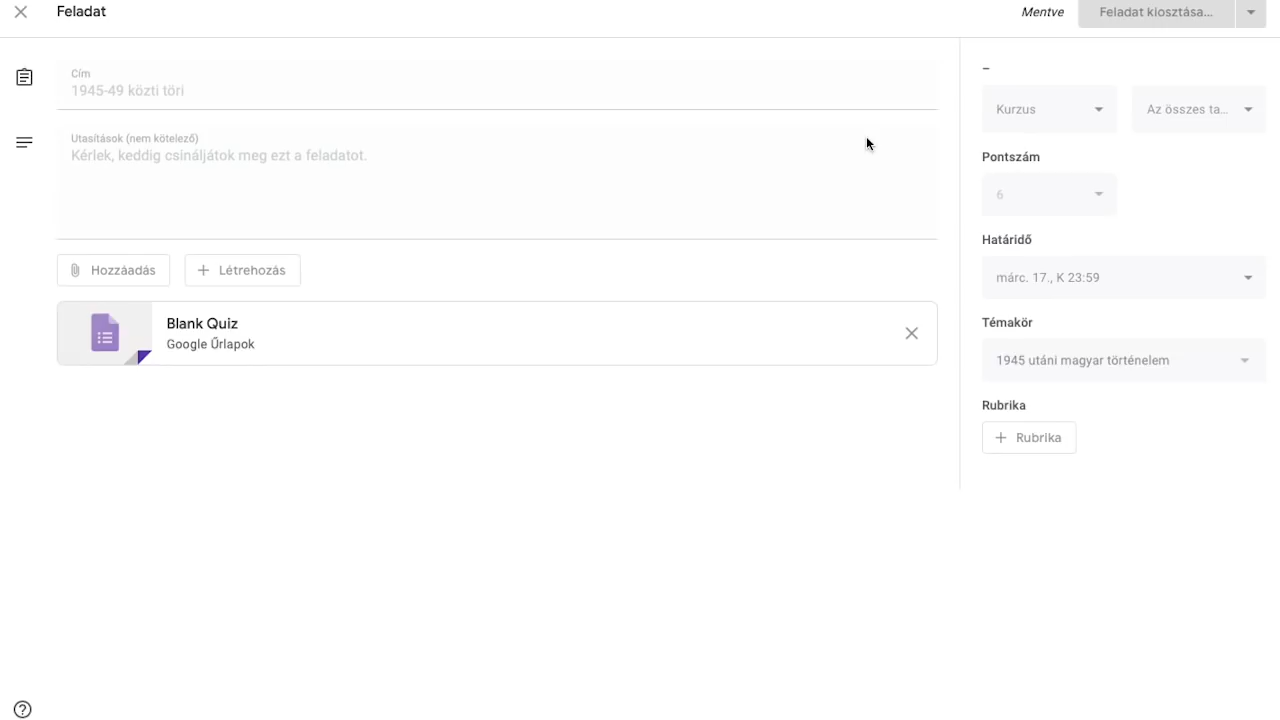 Feladat
Mentve
Feladat kiosztása...
Cím
1945-49 közti töri
Utasítások (nem kötelező)
Kérlek, keddig csináljátok meg ezt a feladatot.
Hozzáadás
Létrehozás
Blank Quiz
Google Űrlapok
–
Kurzus
Az összes ta...
Pontszám
6
Határidő
márc. 17., K 23:59
Témakör
1945 utáni magyar történelem
Rubrika
Rubrika